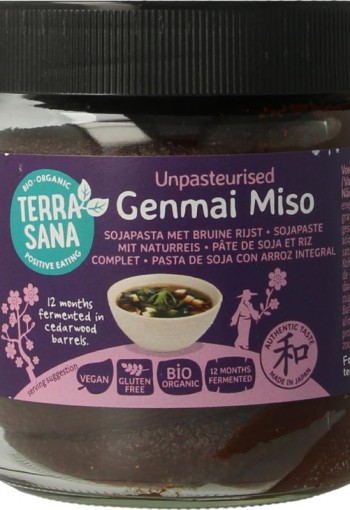 BIO·ORGANIC
TERRA
SANA
POSITIVE EATING
Unpasteurised
Genmai Miso
SOJAPASTA MET BRUINE RIJST • SOJAPASTE
MIT NATURREIS • PÂTE DE SOJA ET RIZ
COMPLET • PASTA DE SOJA CON ARROZ INTEGRAL
12 months
fermented in
cedarwood
barrels.
serving suggestion
VEGAN
GLUTEN
FREE
BiO
ORGANIC
12 MONTHS
FERMENTED
AUTHENTIC TASTE
和
MADE IN JAPAN